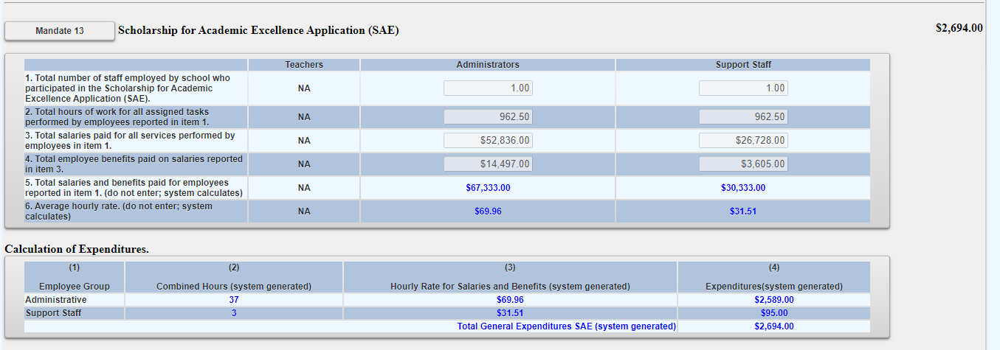 Mandate 13 Scholarship for Academic Excellence Application (SAE) $2,694.00
Teachers Administrators Support Staff
1. Total number of staff employed by school who
participated in the Scholarship for Academic
Excellence Application (SAE).
NA 1.00 1.00
2. Total hours of work for all assigned tasks
performed by employees reported in item 1.
NA 962.50 962.50
3. Total salaries paid for all services performed by
employees in item 1.
NA $52,836.00 $26,728.00
4. Total employee benefits paid on salaries reported
in item 3.
NA $14,497.00 $3,605.00
5. Total salaries and benefits paid for employees
reported in item 1. (do not enter; system calculates)
NA $67,333.00 $30,333.00
6. Average hourly rate. (do not enter; system
calculates)
NA $69.96 $31.51
Calculation of Expenditures.
(1) (2) (3) (4)
Employee Group Combined Hours (system generated) Hourly Rate for Salaries and Benefits (system generated) Expenditures(system generated)
Administrative 37 $69.96 $2,589.00
Support Staff 3 $31.51 $95.00
Total General Expenditures SAE (system generated) $2,694.00